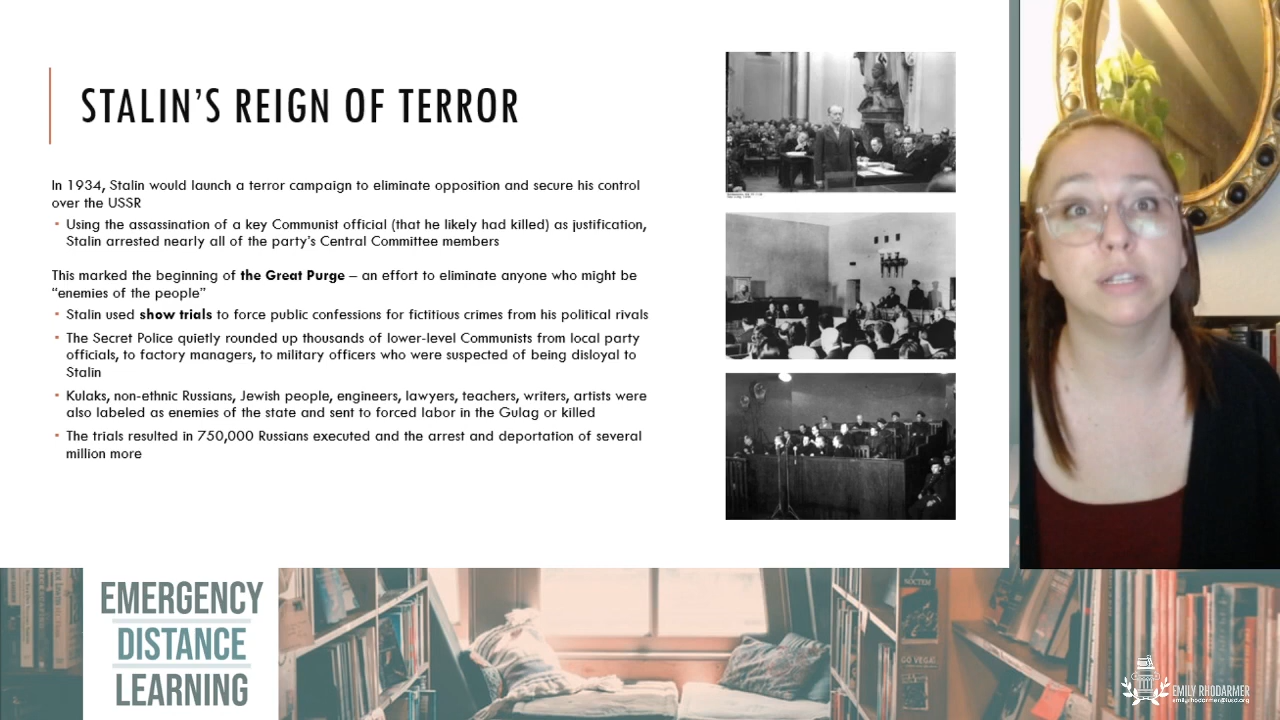 STALIN'S REIGN OF TERROR
In 1934, Stalin would launch a terror campaign to eliminate opposition and secure his control
over the USSR
Using the assassination of a key Communist official (that he likely had killed) as justification,
Stalin arrested nearly all of the party's Central Committee members
This marked the beginning of the Great Purge – an effort to eliminate anyone who might be
“enemies of the people”
Stalin used show trials to force public confessions for fictitious crimes from his political rivals
The Secret Police quietly rounded up thousands of lower-level Communists from local party
officials, to factory managers, to military officers who were suspected of being disloyal to
Stalin
Kulaks, non-ethnic Russians, Jewish people, engineers, lawyers, teachers, writers, artists were
also labeled as enemies of the state and sent to forced labor in the Gulag or killed
The trials resulted in 750,000 Russians executed and the arrest and deportation of several
million more
EMERGENCY
DISTANCE
LEARNING
NOCTEM
GO VEGAN
EMILY RHODARMER